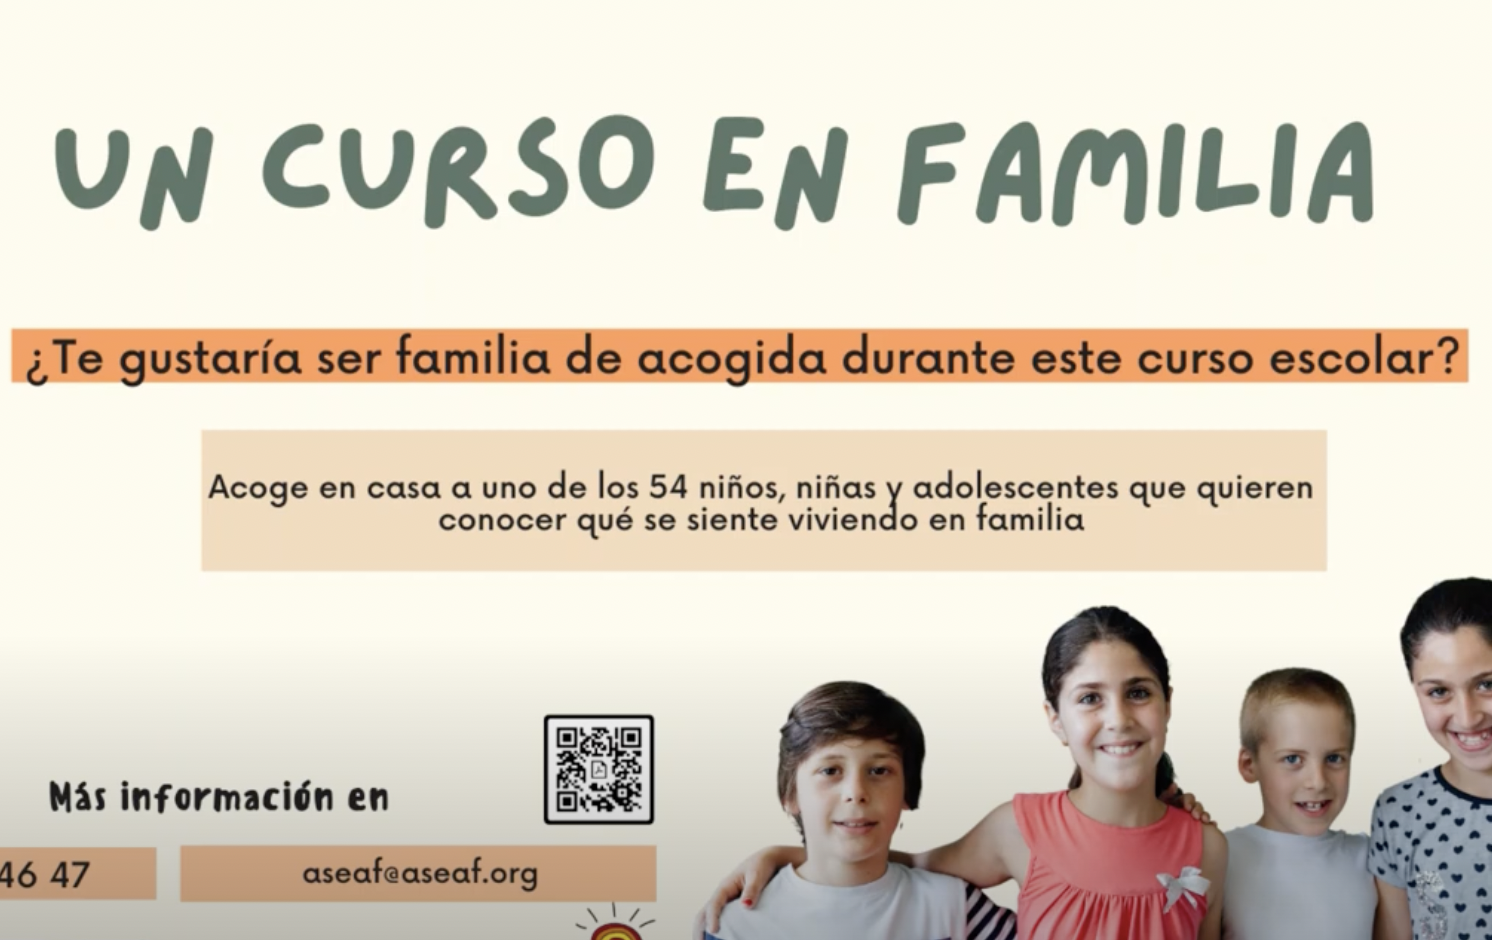 UN CURSO EN FAMILIA
¿Te gustaría ser familia de acogida durante este curso escolar?
Acoge en casa a uno de los 54 niños, niñas y adolescentes que quieren
conocer qué se siente viviendo en familia
Más información en
46 47
aseaf@aseaf.org